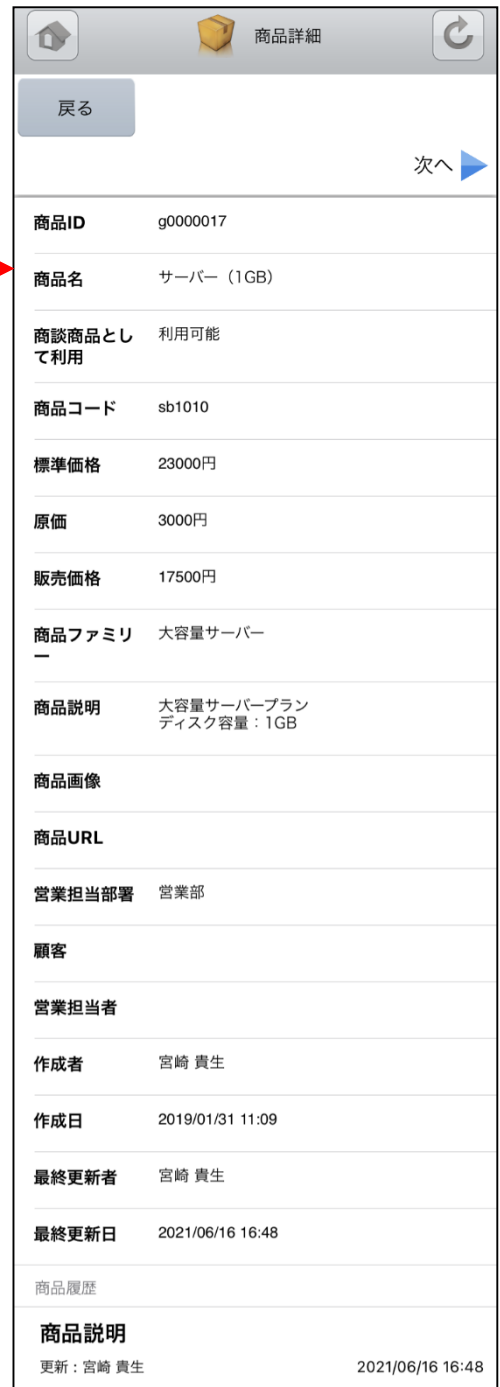 商品詳細
戻る
次へ
商品ID g0000017
商品名 サーバー（1GB）
商談商品とし 利用可能
て利用
商品コード sb1010
標準価格 23000円
原価 3000円
販売価格 17500円
商品ファミリ 大容量サーバー
ー
商品説明 大容量サーバープラン
ディスク容量：1GB
商品画像
商品URL
営業担当部署 営業部
顧客
営業担当者
作成者 宮崎 貴生
作成日 2019/01/31 11:09
最終更新者 宮崎 貴生
最終更新日 2021/06/16 16:48
商品履歴
商品説明
更新：宮崎 貴生 2021/06/16 16:48